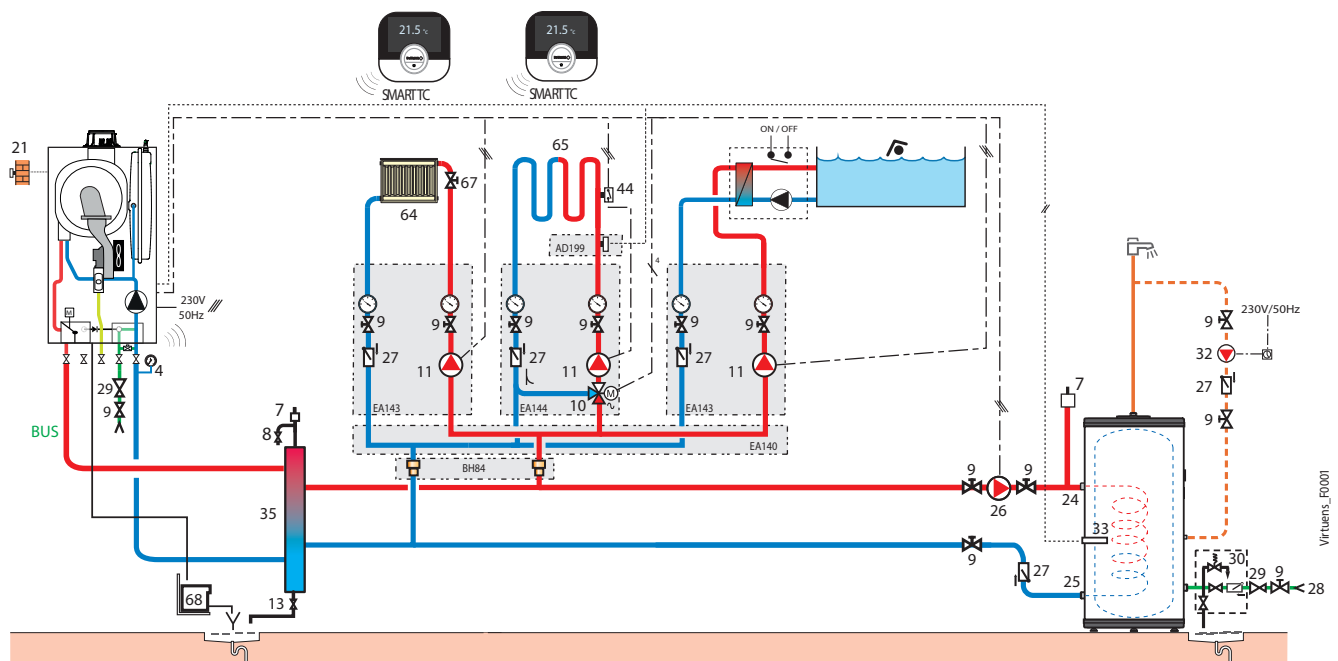 21.5 °c
21.5 °c
SMART TC
SMART TC
21
ON / OFF
65
67
44
64
AD199
4
230V
50Hz
M
230V/50Hz
9
9
9
9
9
9
9
32
27
27
27
27
11
11
11
4
29
9
10
M
9
7
7
8
EA143
EA144
EA143
EA140
BUS
BH84
9
9
24
26
35
33
30
9
27
25
29
9
28
68
13
Virtuens_F0001